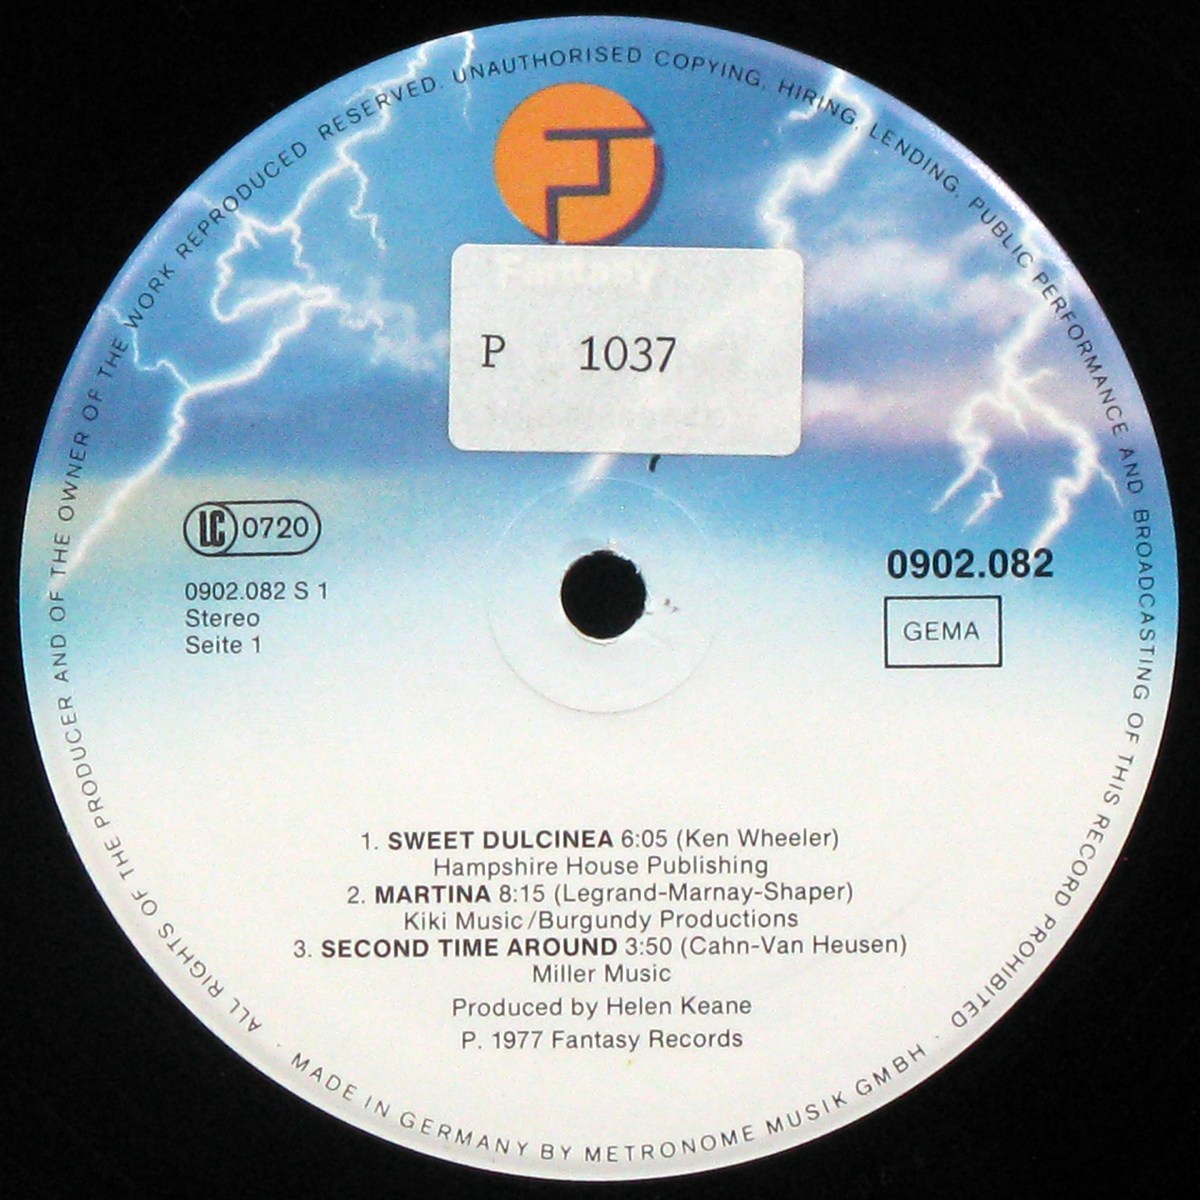 ALL RIGHTS OF THE PRODUCER AND OF THE OWNER OF THE WORK REPRODUCED RESERVED. UNAUTHORISED COPYING, HIRING, LENDING, PUBLIC PERFORMANCE AND BROADCASTING OF THIS RECORD PROHIBITED · MADE IN GERMANY BY METRONOME MUSIK GMBH ·
Fantasy
P 1037
LC 0720
0902.082 S 1
Stereo
Seite 1
0902.082
GEMA
1. SWEET DULCINEA 6:05 (Ken Wheeler)
Hampshire House Publishing
2. MARTINA 8:15 (Legrand-Marnay-Shaper)
Kiki Music/Burgundy Productions
3. SECOND TIME AROUND 3:50 (Cahn-Van Heusen)
Miller Music
Produced by Helen Keane
P. 1977 Fantasy Records